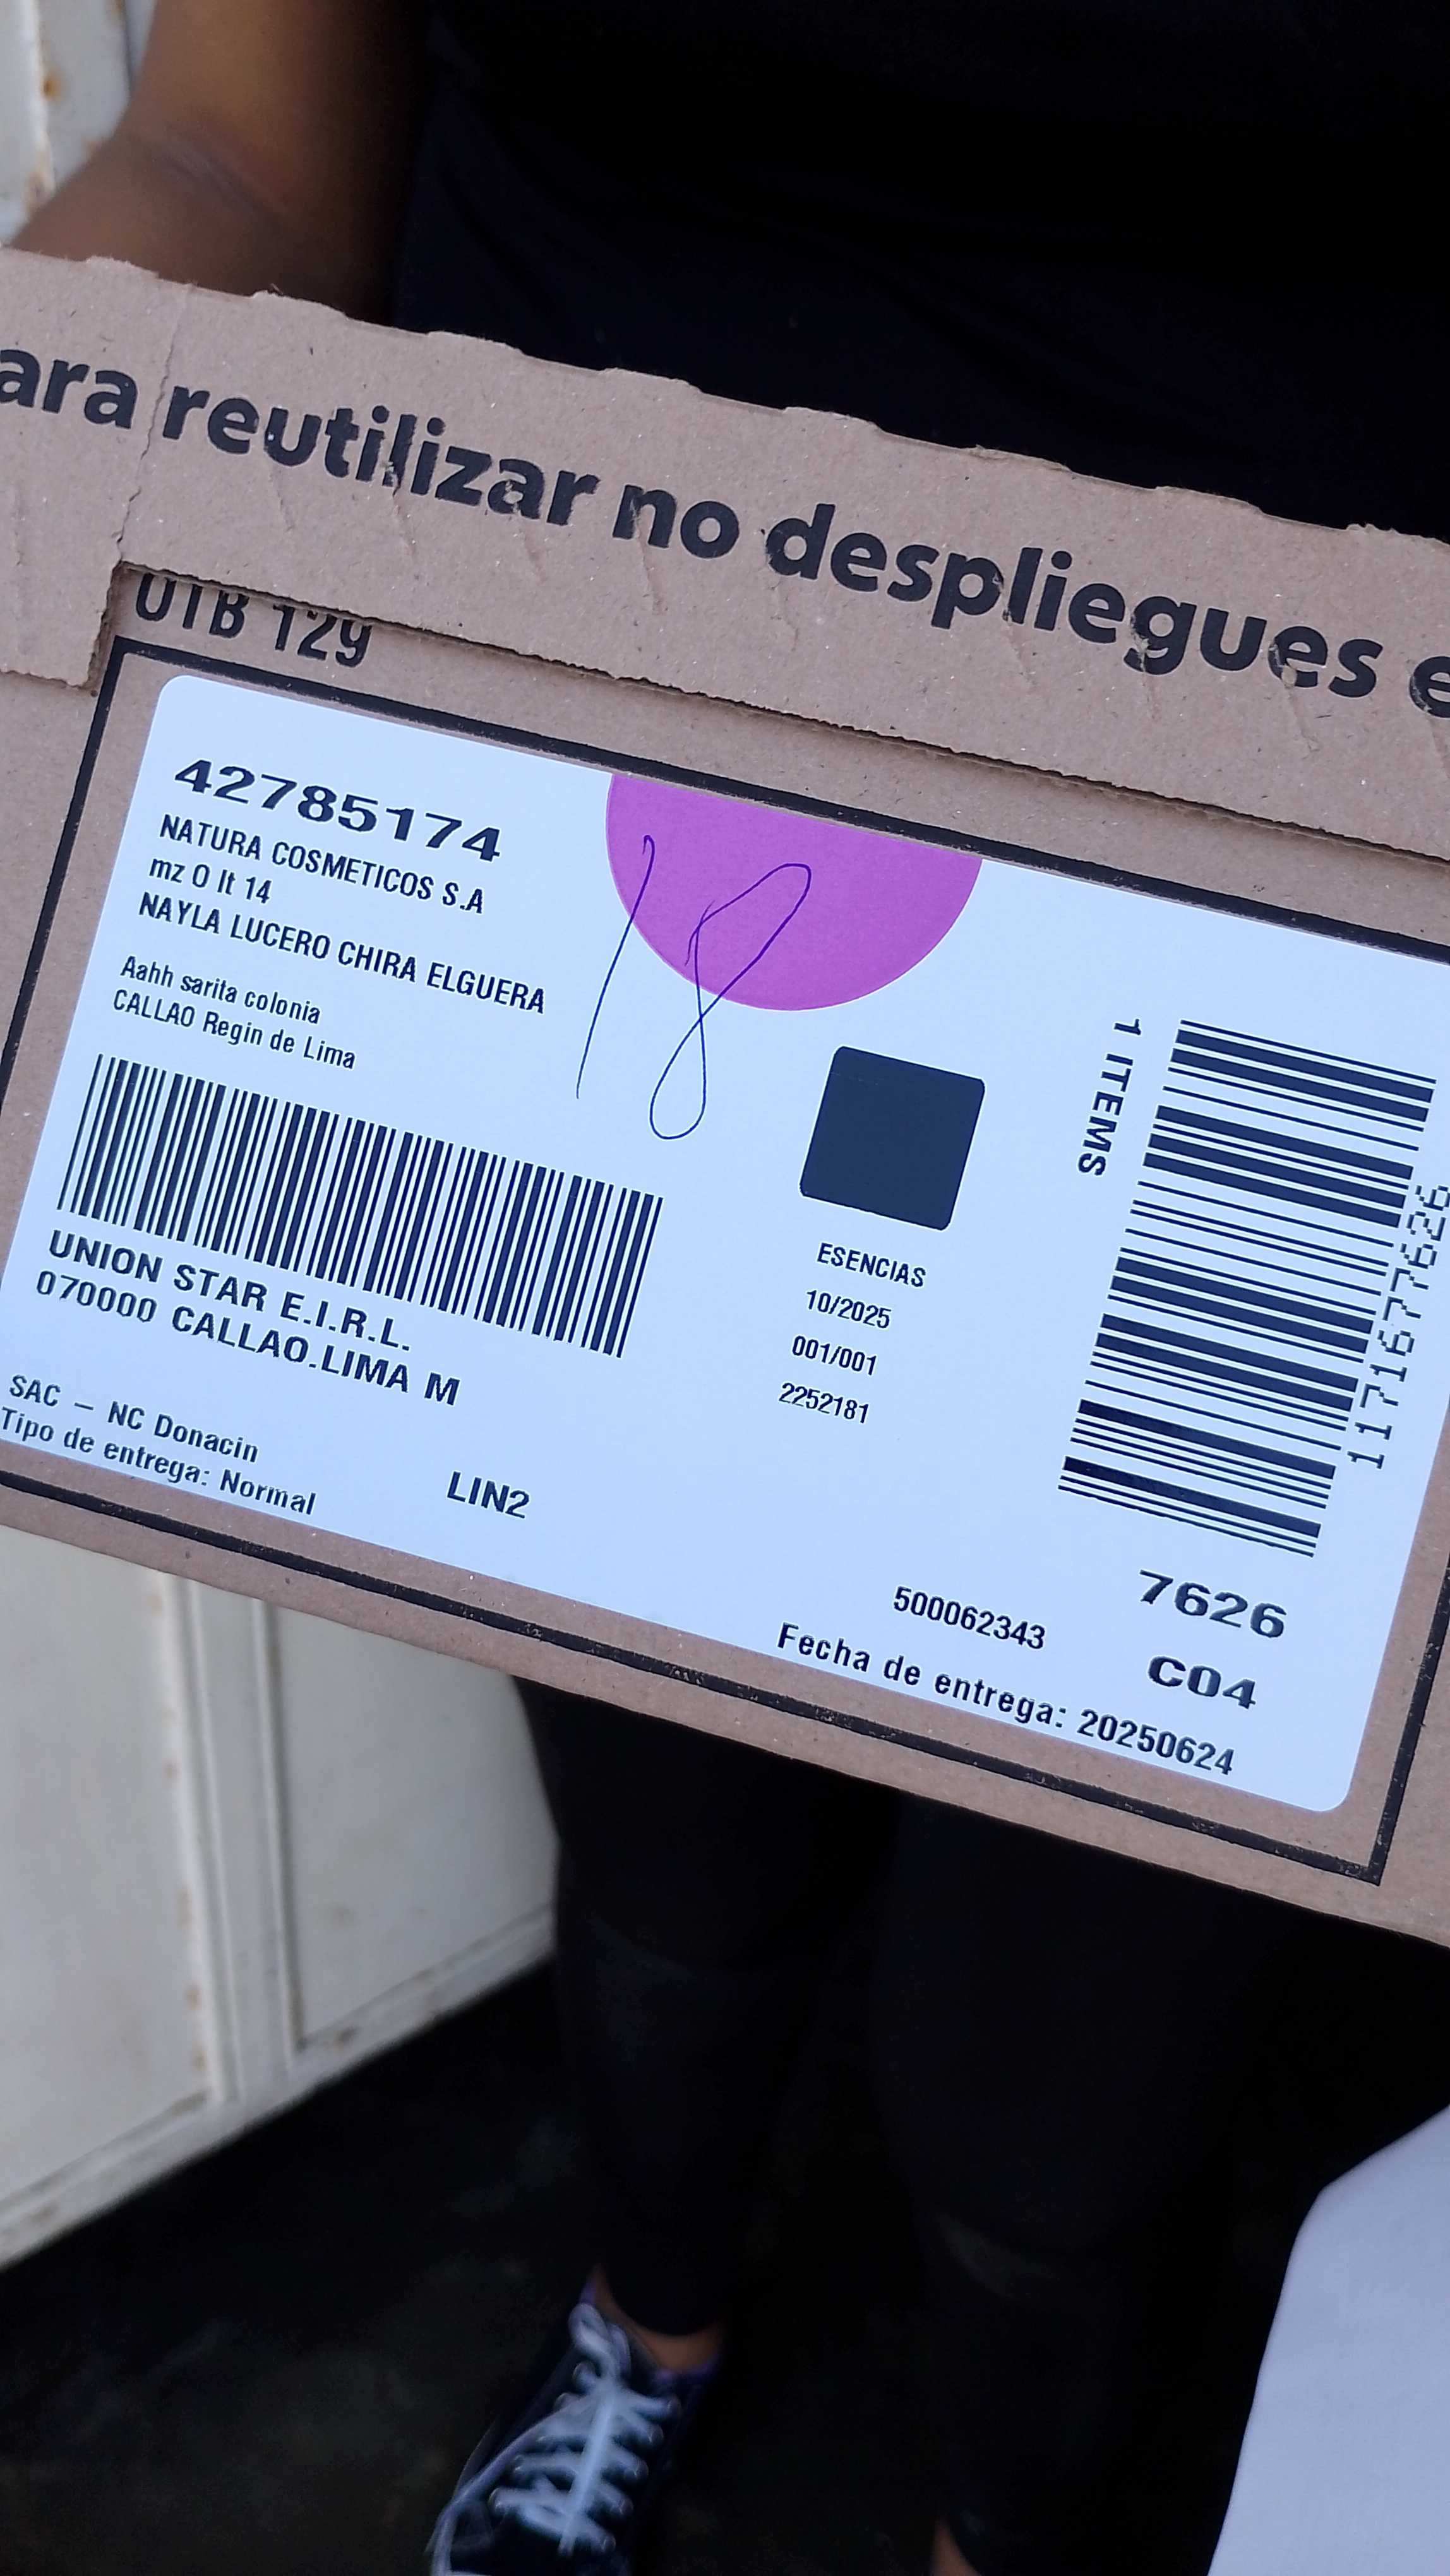 ara reutilizar no despliegues e
UTB 129
42785174
NATURA COSMETICOS S.A
mz O lt 14
NAYLA LUCERO CHIRA ELGUERA
Aahh sarita colonia
CALLAO Regin de Lima
18
UNION STAR E.I.R.L.
070000 CALLAO.LIMA M
SAC – NC Donacin
Tipo de entrega: Normal
LIN2
ESENCIAS
10/2025
001/001
2252181
1 ITEMS
1171677626
7626
C04
500062343
Fecha de entrega: 20250624